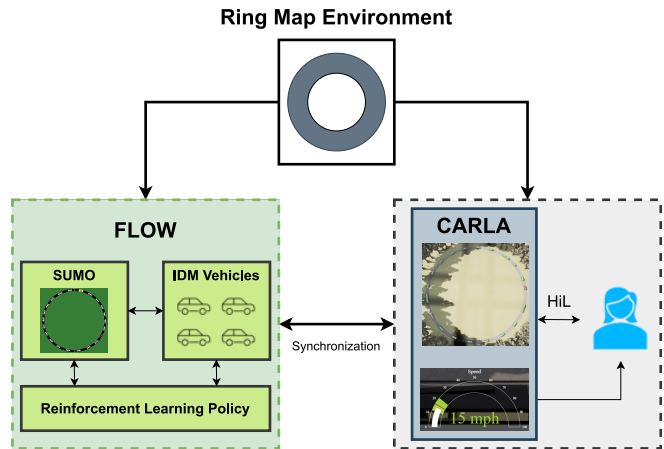 Ring Map Environment
FLOW
SUMO
IDM Vehicles
Reinforcement Learning Policy
Synchronization
CARLA
HiL
Speed
15 mph